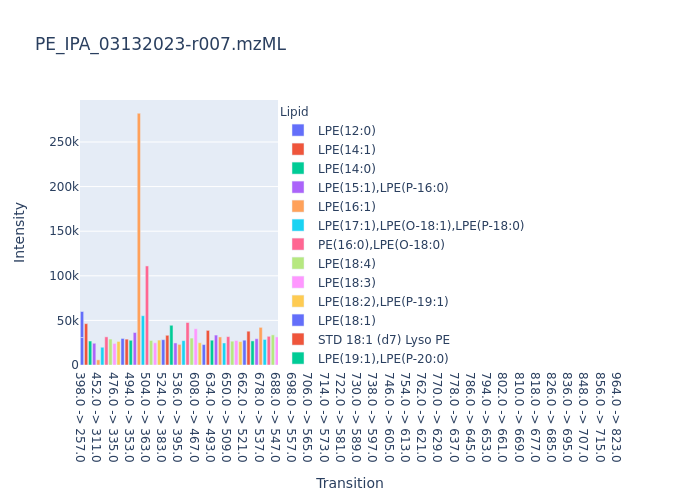 PE_IPA_03132023-r007.mzML
Lipid
LPE(12:0)
LPE(14:1)
LPE(14:0)
LPE(15:1),LPE(P-16:0)
LPE(16:1)
LPE(17:1),LPE(O-18:1),LPE(P-18:0)
PE(16:0),LPE(O-18:0)
LPE(18:4)
LPE(18:3)
LPE(18:2),LPE(P-19:1)
LPE(18:1)
STD 18:1 (d7) Lyso PE
LPE(19:1),LPE(P-20:0)
Intensity
250k
200k
150k
100k
50k
0
398.0 -> 257.0
452.0 -> 311.0
476.0 -> 335.0
494.0 -> 353.0
504.0 -> 363.0
524.0 -> 383.0
536.0 -> 395.0
608.0 -> 467.0
634.0 -> 493.0
650.0 -> 509.0
662.0 -> 521.0
678.0 -> 537.0
688.0 -> 547.0
698.0 -> 557.0
706.0 -> 565.0
714.0 -> 573.0
722.0 -> 581.0
730.0 -> 589.0
738.0 -> 597.0
746.0 -> 605.0
754.0 -> 613.0
762.0 -> 621.0
770.0 -> 629.0
778.0 -> 637.0
786.0 -> 645.0
794.0 -> 653.0
802.0 -> 661.0
810.0 -> 669.0
818.0 -> 677.0
826.0 -> 685.0
836.0 -> 695.0
848.0 -> 707.0
856.0 -> 715.0
964.0 -> 823.0
Transition